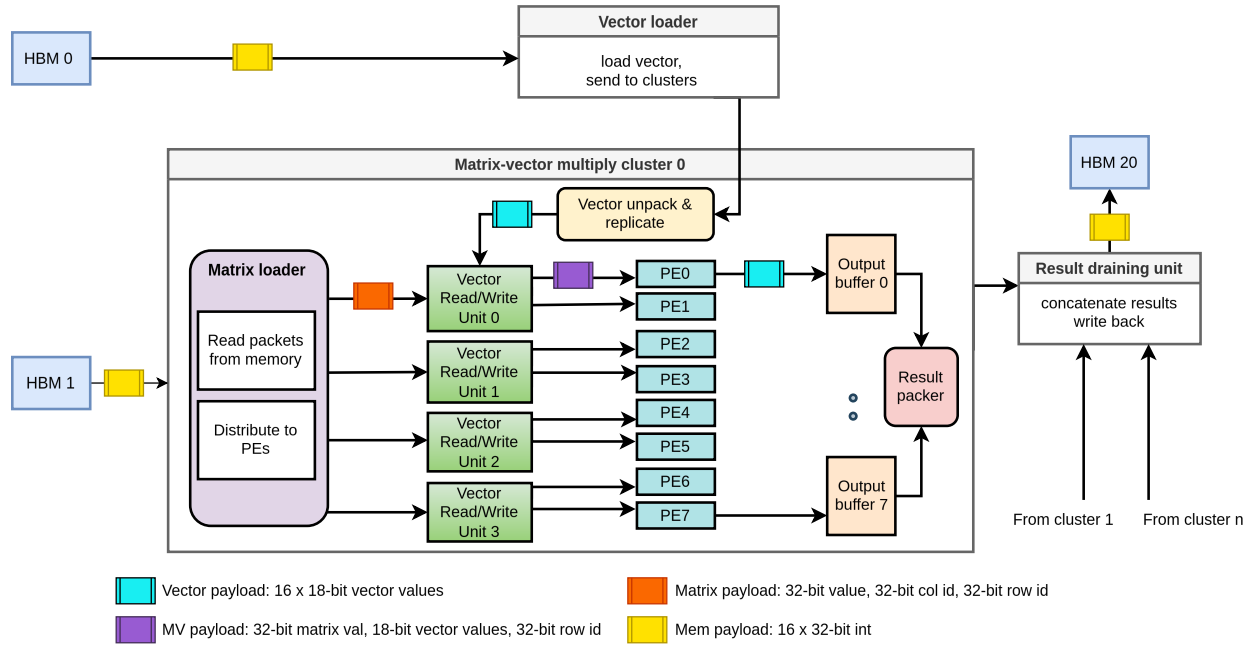 Vector loader
HBM 0
load vector,
send to clusters
Matrix-vector multiply cluster 0
HBM 20
Vector unpack &
replicate
Matrix loader
Read packets
from memory
Distribute to
PEs
HBM 1
Vector
Read/Write
Unit 0
Vector
Read/Write
Unit 1
Vector
Read/Write
Unit 2
Vector
Read/Write
Unit 3
PE0
PE1
PE2
PE3
PE4
PE5
PE6
PE7
Output
buffer 0
Result
packer
Output
buffer 7
Result draining unit
concatenate results
write back
From cluster 1
From cluster n
Vector payload: 16 x 18-bit vector values
Matrix payload: 32-bit value, 32-bit col id, 32-bit row id
MV payload: 32-bit matrix val, 18-bit vector values, 32-bit row id
Mem payload: 16 x 32-bit int